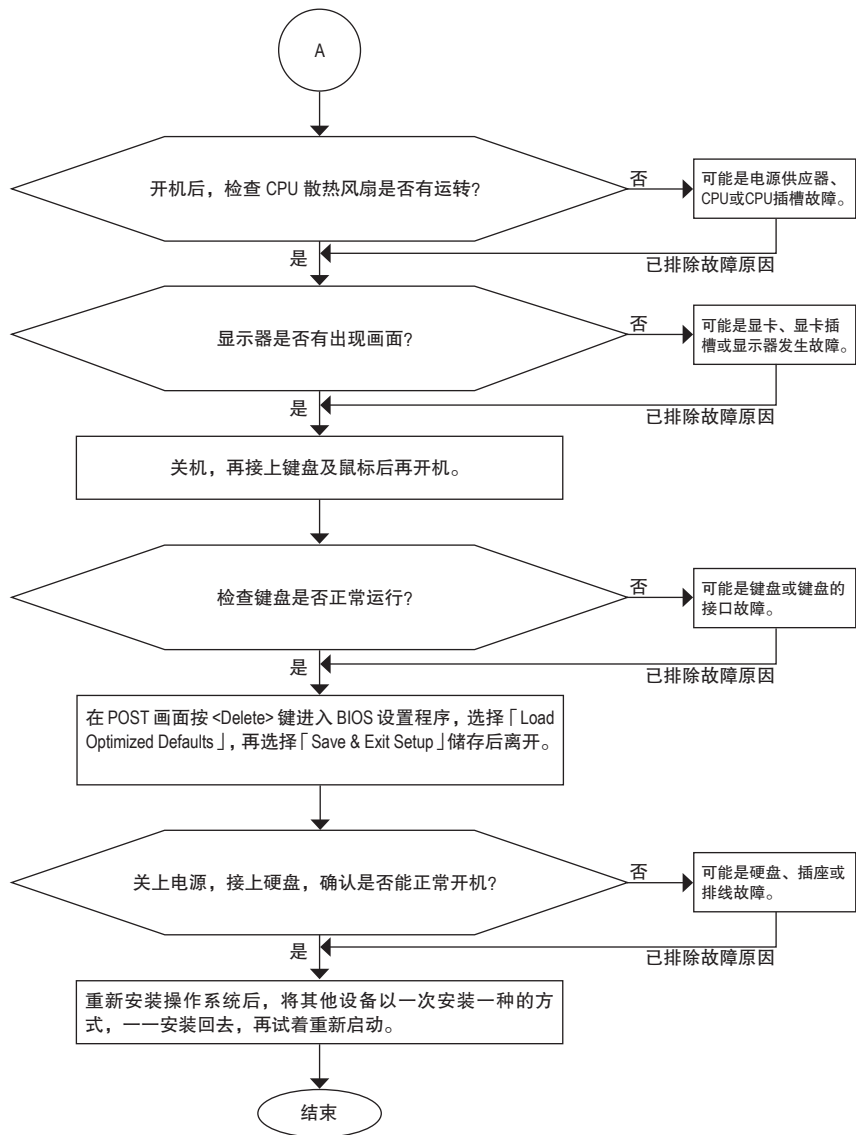 A
开机后，检查 CPU 散热风扇是否有运转?
否
可能是电源供应器、
CPU或CPU插槽故障。
是
已排除故障原因
显示器是否有出现画面?
否
可能是显卡、显卡插
槽或显示器发生故障。
是
已排除故障原因
关机，再接上键盘及鼠标后再开机。
检查键盘是否正常运行?
否
可能是键盘或键盘的
接口故障。
是
已排除故障原因
在 POST 画面按 <Delete> 键进入 BIOS 设置程序，选择「Load
Optimized Defaults」，再选择「Save & Exit Setup」储存后离开。
关上电源，接上硬盘，确认是否能正常开机?
否
可能是硬盘、插座或
排线故障。
是
已排除故障原因
重新安装操作系统后，将其他设备以一次安装一种的方
式，一一安装回去，再试着重新启动。
结束